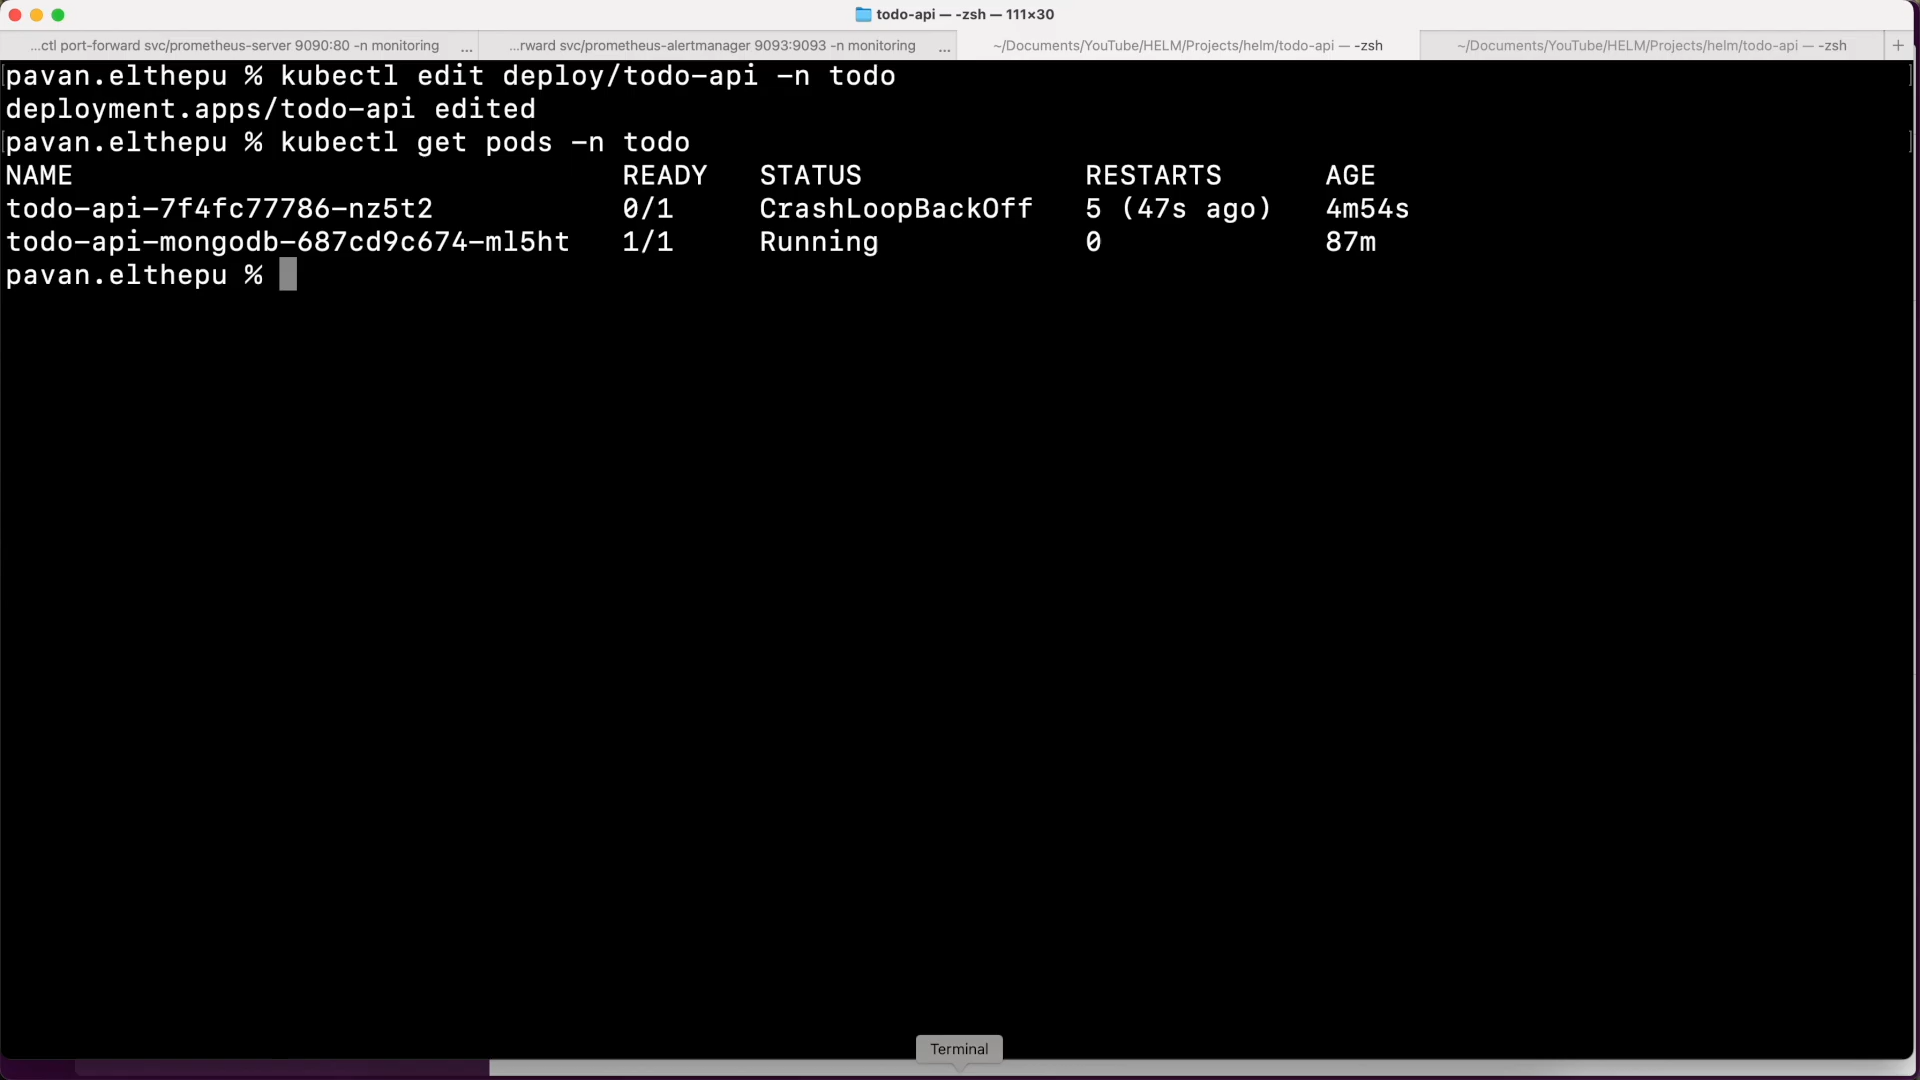 todo-api — -zsh — 111×30
...ctl port-forward svc/prometheus-server 9090:80 -n monitoring ...
...rward svc/prometheus-alertmanager 9093:9093 -n monitoring ...
~/Documents/YouTube/HELM/Projects/helm/todo-api — -zsh
~/Documents/YouTube/HELM/Projects/helm/todo-api — -zsh
+
[pavan.elthepu % kubectl edit deploy/todo-api -n todo ]
deployment.apps/todo-api edited
[pavan.elthepu % kubectl get pods -n todo ]
NAME READY STATUS RESTARTS AGE
todo-api-7f4fc77786-nz5t2 0/1 CrashLoopBackOff 5 (47s ago) 4m54s
todo-api-mongodb-687cd9c674-ml5ht 1/1 Running 0 87m
pavan.elthepu %
Terminal